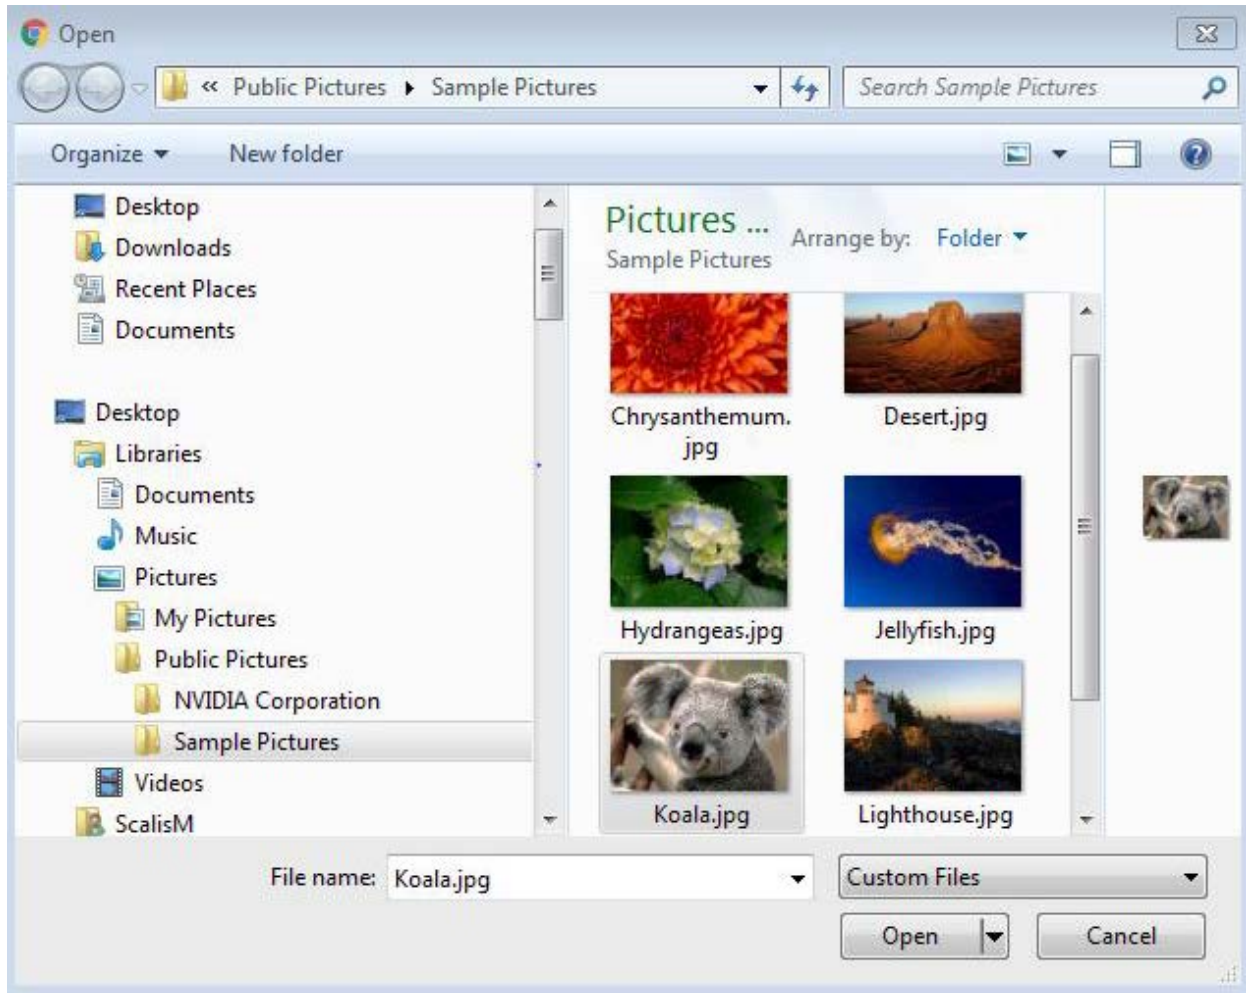 Open
« Public Pictures Sample Pictures
Search Sample Pictures
Organize New folder
Desktop
Downloads
Recent Places
Documents
Desktop
Libraries
Documents
Music
Pictures
My Pictures
Public Pictures
NVIDIA Corporation
Sample Pictures
Videos
ScalisM
Pictures ...
Sample Pictures
Arrange by: Folder
Chrysanthemum.
jpg
Desert.jpg
Hydrangeas.jpg
Jellyfish.jpg
Koala.jpg
Lighthouse.jpg
File name: Koala.jpg
Custom Files
Open
Cancel